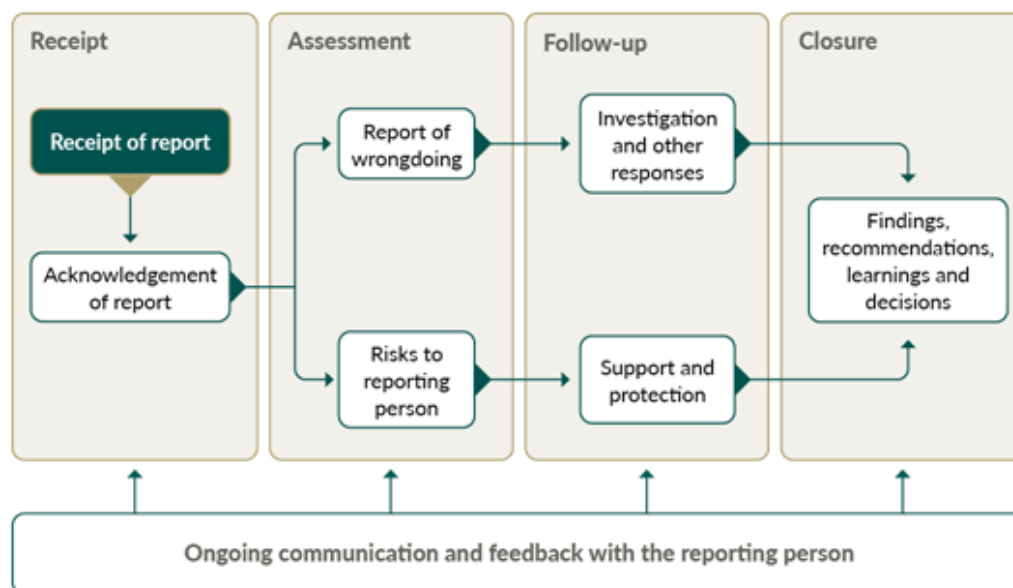 Receipt
Receipt of report
Acknowledgement
of report
Assessment
Report of
wrongdoing
Risks to
reporting
person
Follow-up
Investigation
and other
responses
Support and
protection
Closure
Findings,
recommendations,
learnings and
decisions
Ongoing communication and feedback with the reporting person